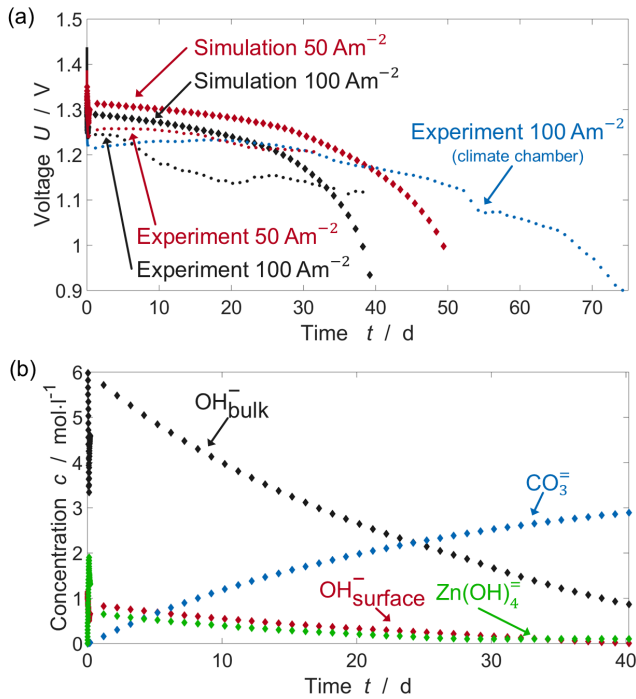 (a)
1.5
1.4
1.3
1.2
1.1
1
0.9
Voltage U / V
Simulation 50 Am⁻²
Simulation 100 Am⁻²
Experiment 100 Am⁻²
(climate chamber)
Experiment 50 Am⁻²
Experiment 100 Am⁻²
0 10 20 30 40 50 60 70
Time t / d
(b)
6
5
4
3
2
1
0
Concentration c / mol·l⁻¹
OH⁻bulk
CO₃⁼
OH⁻surface
Zn(OH)₄⁼
0 10 20 30 40
Time t / d